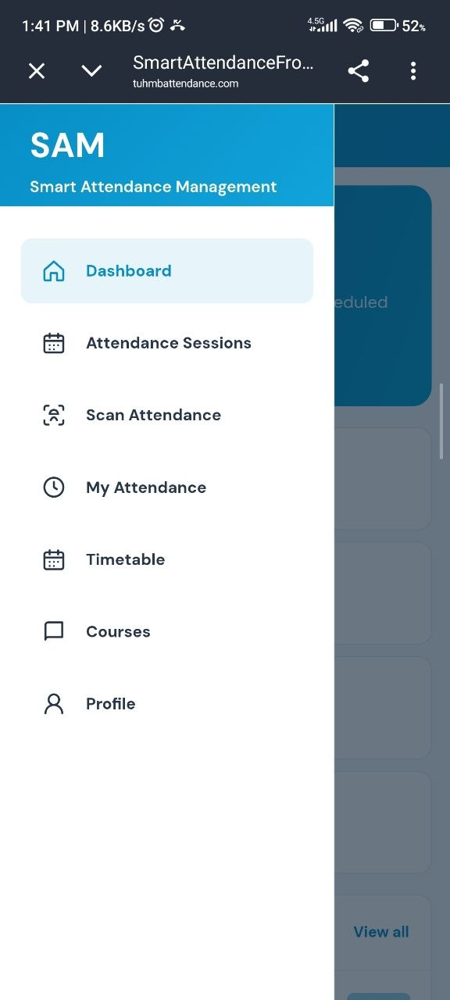 1:41 PM | 8.6KB/s
4.5G
52%
SmartAttendanceFro...
tuhmbattendance.com
SAM
Smart Attendance Management
Dashboard
eduled
Attendance Sessions
Scan Attendance
My Attendance
Timetable
Courses
Profile
View all